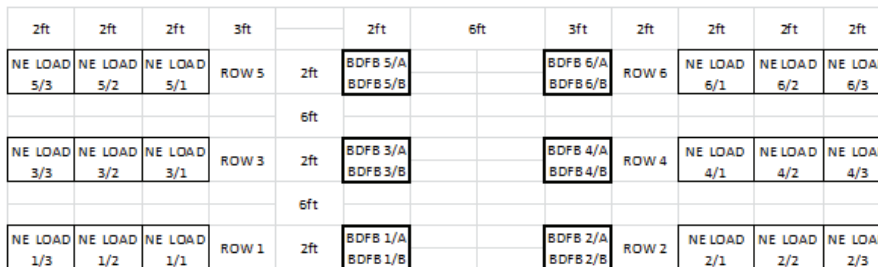 2ft 2ft 2ft 3ft 2ft 6ft 3ft 2ft 2ft 2ft 2ft
NE LOAD NE LOAD NE LOAD BDFB 5/A BDFB 6/A NE LOAD NE LOAD NE LOA
ROW 5 2ft ROW 6
5/3 5/2 5/1 BDFB 5/B BDFB 6/B 6/1 6/2 6/3
6ft
NE LOAD NE LOAD NE LOAD BDFB 3/A BDFB 4/A NE LOAD NE LOAD NE LOA
ROW 3 2ft ROW 4
3/3 3/2 3/1 BDFB 3/B BDFB 4/B 4/1 4/2 4/3
6ft
NE LOAD NE LOAD NE LOAD BDFB 1/A BDFB 2/A NE LOAD NE LOAD NE LOA
ROW 1 2ft ROW 2
1/3 1/2 1/1 BDFB 1/B BDFB 2/B 2/1 2/2 2/3